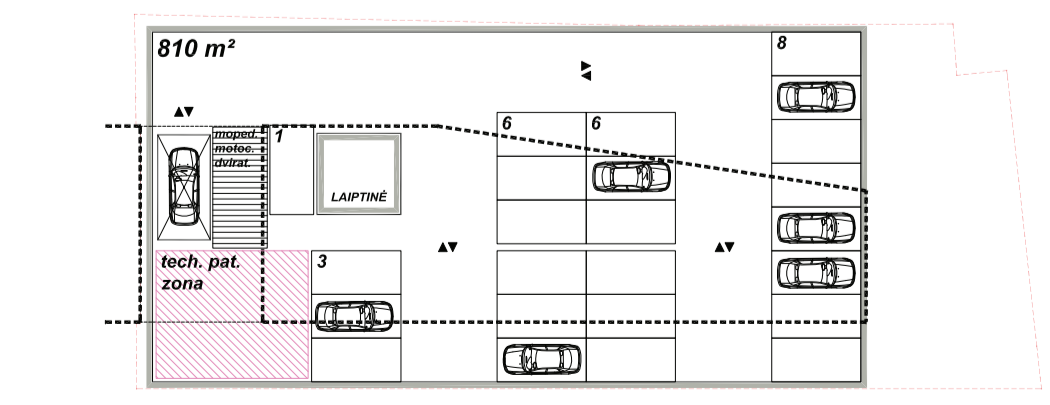 810 m²
8
6
6
moped.
motoc.
dvirat.
1
LAIPTINĖ
tech. pat.
zona
3